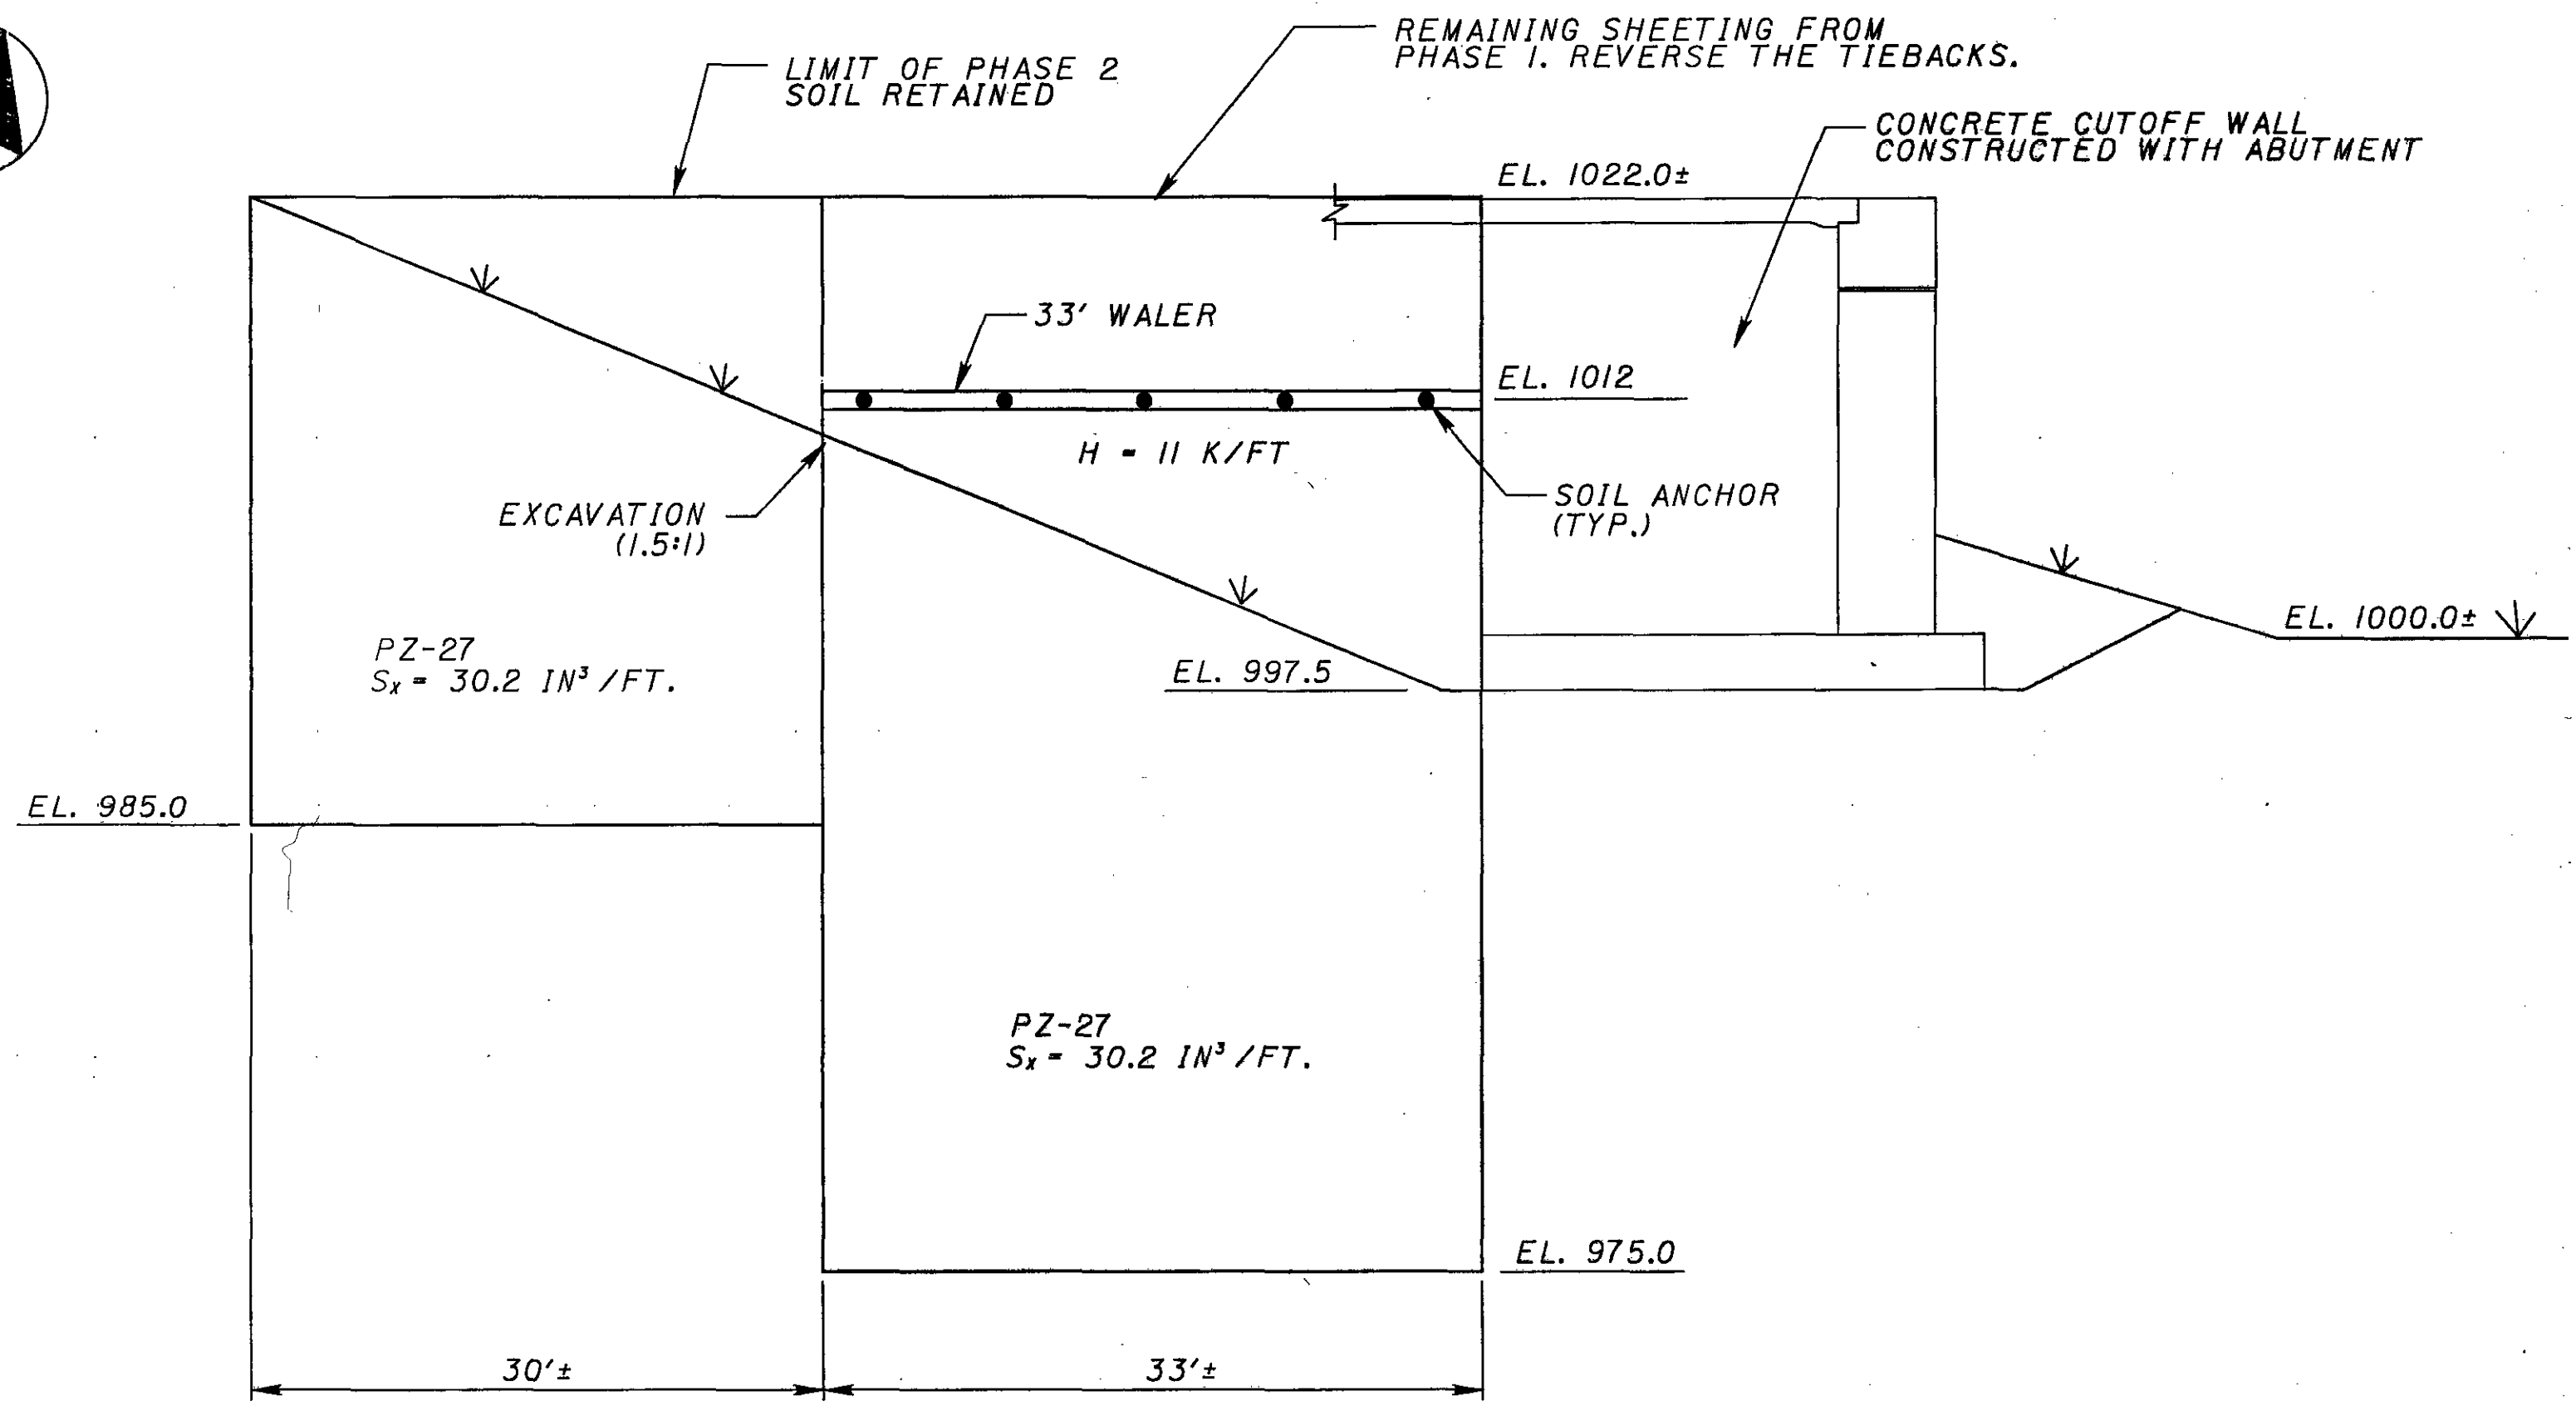 REMAINING SHEETING FROM
PHASE 1. REVERSE THE TIEBACKS.
LIMIT OF PHASE 2
SOIL RETAINED
CONCRETE CUTOFF WALL
CONSTRUCTED WITH ABUTMENT
EL. 1022.0±
33' WALER
EL. 1012
H = 11 K/FT
EXCAVATION
(1.5:1)
SOIL ANCHOR
(TYP.)
EL. 1000.0±
PZ-27
Sx = 30.2 IN³/FT.
EL. 997.5
EL. 985.0
PZ-27
Sx = 30.2 IN³/FT.
EL. 975.0
30'±
33'±